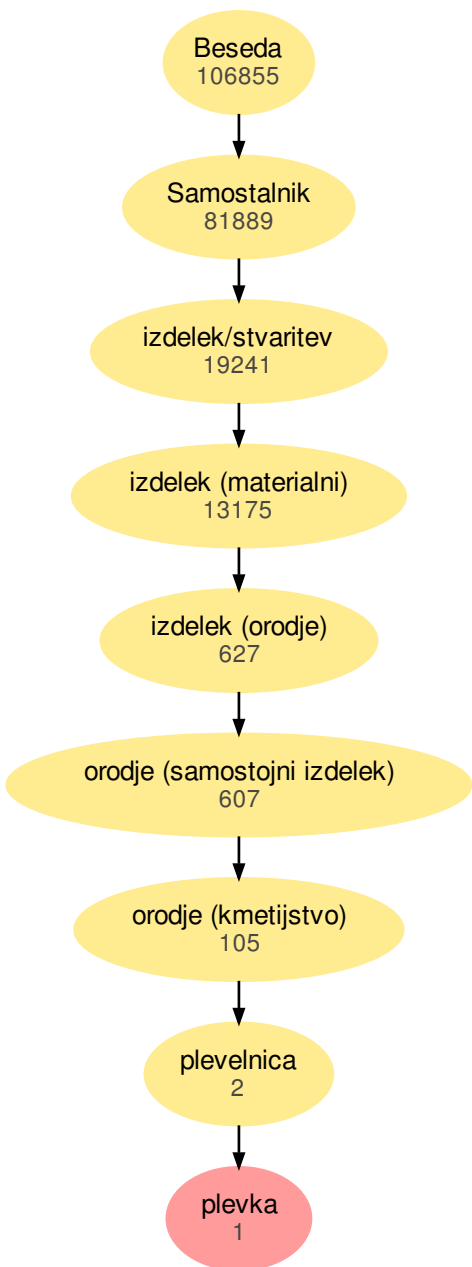 Beseda
106855
Samostalnik
81889
izdelek/stvaritev
19241
izdelek (materialni)
13175
izdelek (orodje)
627
orodje (samostojni izdelek)
607
orodje (kmetijstvo)
105
plevelnica
2
plevka
1